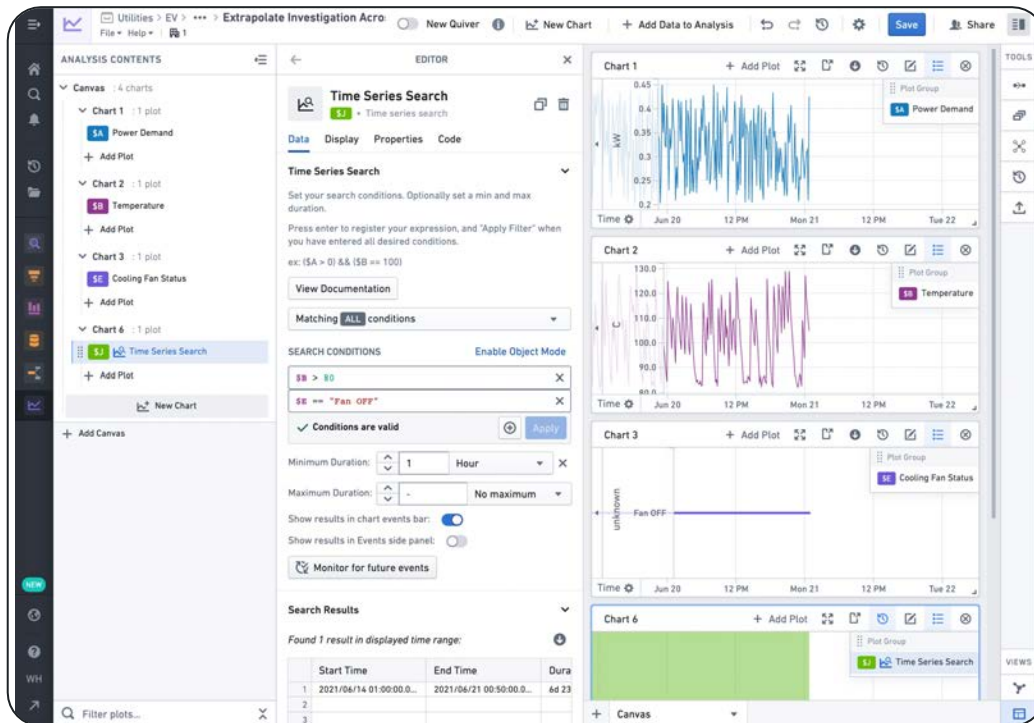 Utilities > EV > ••• > Extrapolate Investigation Acro
File Help 1
New Quiver
New Chart
+ Add Data to Analysis
Save
Share
ANALYSIS CONTENTS
Canvas : 4 charts
Chart 1 : 1 plot
$A Power Demand
+ Add Plot
Chart 2 : 1 plot
$B Temperature
+ Add Plot
Chart 3 : 1 plot
$E Cooling Fan Status
+ Add Plot
Chart 6 : 1 plot
$J Time Series Search
+ Add Plot
New Chart
+ Add Canvas
Filter plots...
NEW
WH
EDITOR
Time Series Search
$J • Time series search
Data Display Properties Code
Time Series Search
Set your search conditions. Optionally set a min and max
duration.
Press enter to register your expression, and "Apply Filter" when
you have entered all desired conditions.
ex: ($A > 0) && ($B == 100)
View Documentation
Matching ALL conditions
SEARCH CONDITIONS Enable Object Mode
$B > 80
$E == "Fan OFF"
Conditions are valid Apply
Minimum Duration: 1 Hour
Maximum Duration: - No maximum
Show results in chart events bar:
Show results in Events side panel:
Monitor for future events
Search Results
Found 1 result in displayed time range:
Start Time End Time Dura
1 2021/06/14 01:00:00.0... 2021/06/21 00:50:00.0... 6d 23
2
3
Chart 1 + Add Plot
Plot Group
$A Power Demand
kW
0.45
0.4
0.35
0.3
0.25
0.2
Time Jun 20 12 PM Mon 21 12 PM Tue 22
Chart 2 + Add Plot
Plot Group
$B Temperature
C
130.0
120.0
110.0
100.0
90.0
80.0
Time Jun 20 12 PM Mon 21 12 PM Tue 22
Chart 3 + Add Plot
Plot Group
$E Cooling Fan Status
unknown
Fan OFF
Time Jun 20 12 PM Mon 21 12 PM Tue 22
Chart 6 + Add Plot
Plot Group
$J Time Series Search
+ Canvas
TOOLS
VIEWS